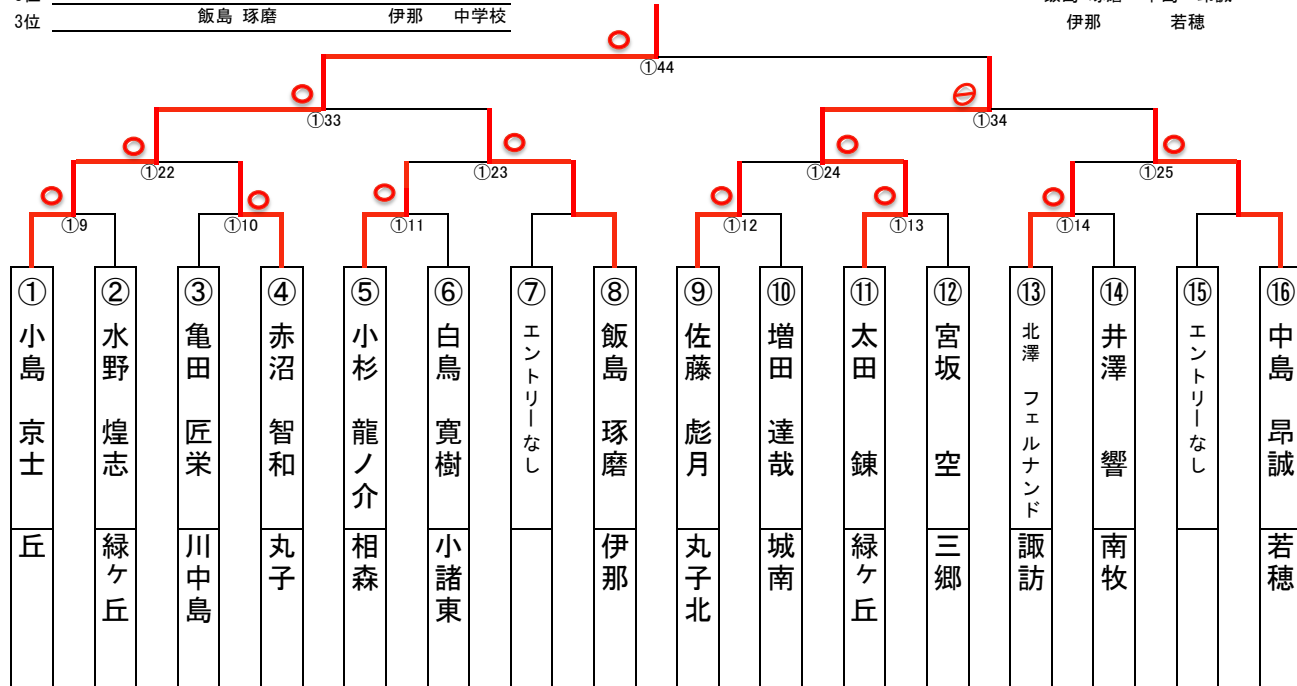 3位 飯島 琢磨 伊那 中学校
伊那 若穂
①44
①33 ①34
①22 ①23 ①24 ①25
①9 ①10 ①11 ①12 ①13 ①14
① 小島 京士 丘
② 水野 煌志 緑ケ丘
③ 亀田 匠栄 川中島
④ 赤沼 智和 丸子
⑤ 小杉 龍ノ介 相森
⑥ 白鳥 寛樹 小諸東
⑦ エントリーなし
⑧ 飯島 琢磨 伊那
⑨ 佐藤 彪月 丸子北
⑩ 増田 達哉 城南
⑪ 太田 錬 緑ケ丘
⑫ 宮坂 空 三郷
⑬ 北澤 フェルナンド 諏訪
⑭ 井澤 響 南牧
⑮ エントリーなし
⑯ 中島 昂誠 若穂